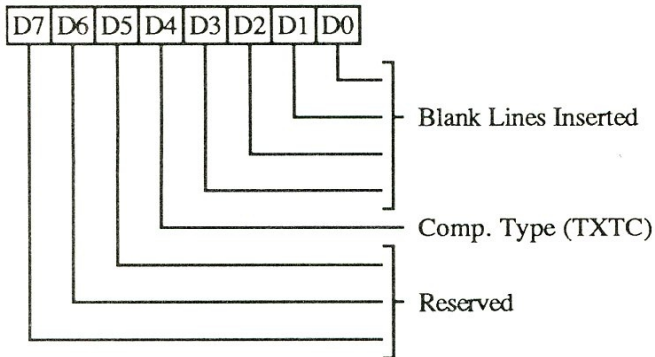 D7 D6 D5 D4 D3 D2 D1 D0
Blank Lines Inserted
Comp. Type (TXTC)
Reserved